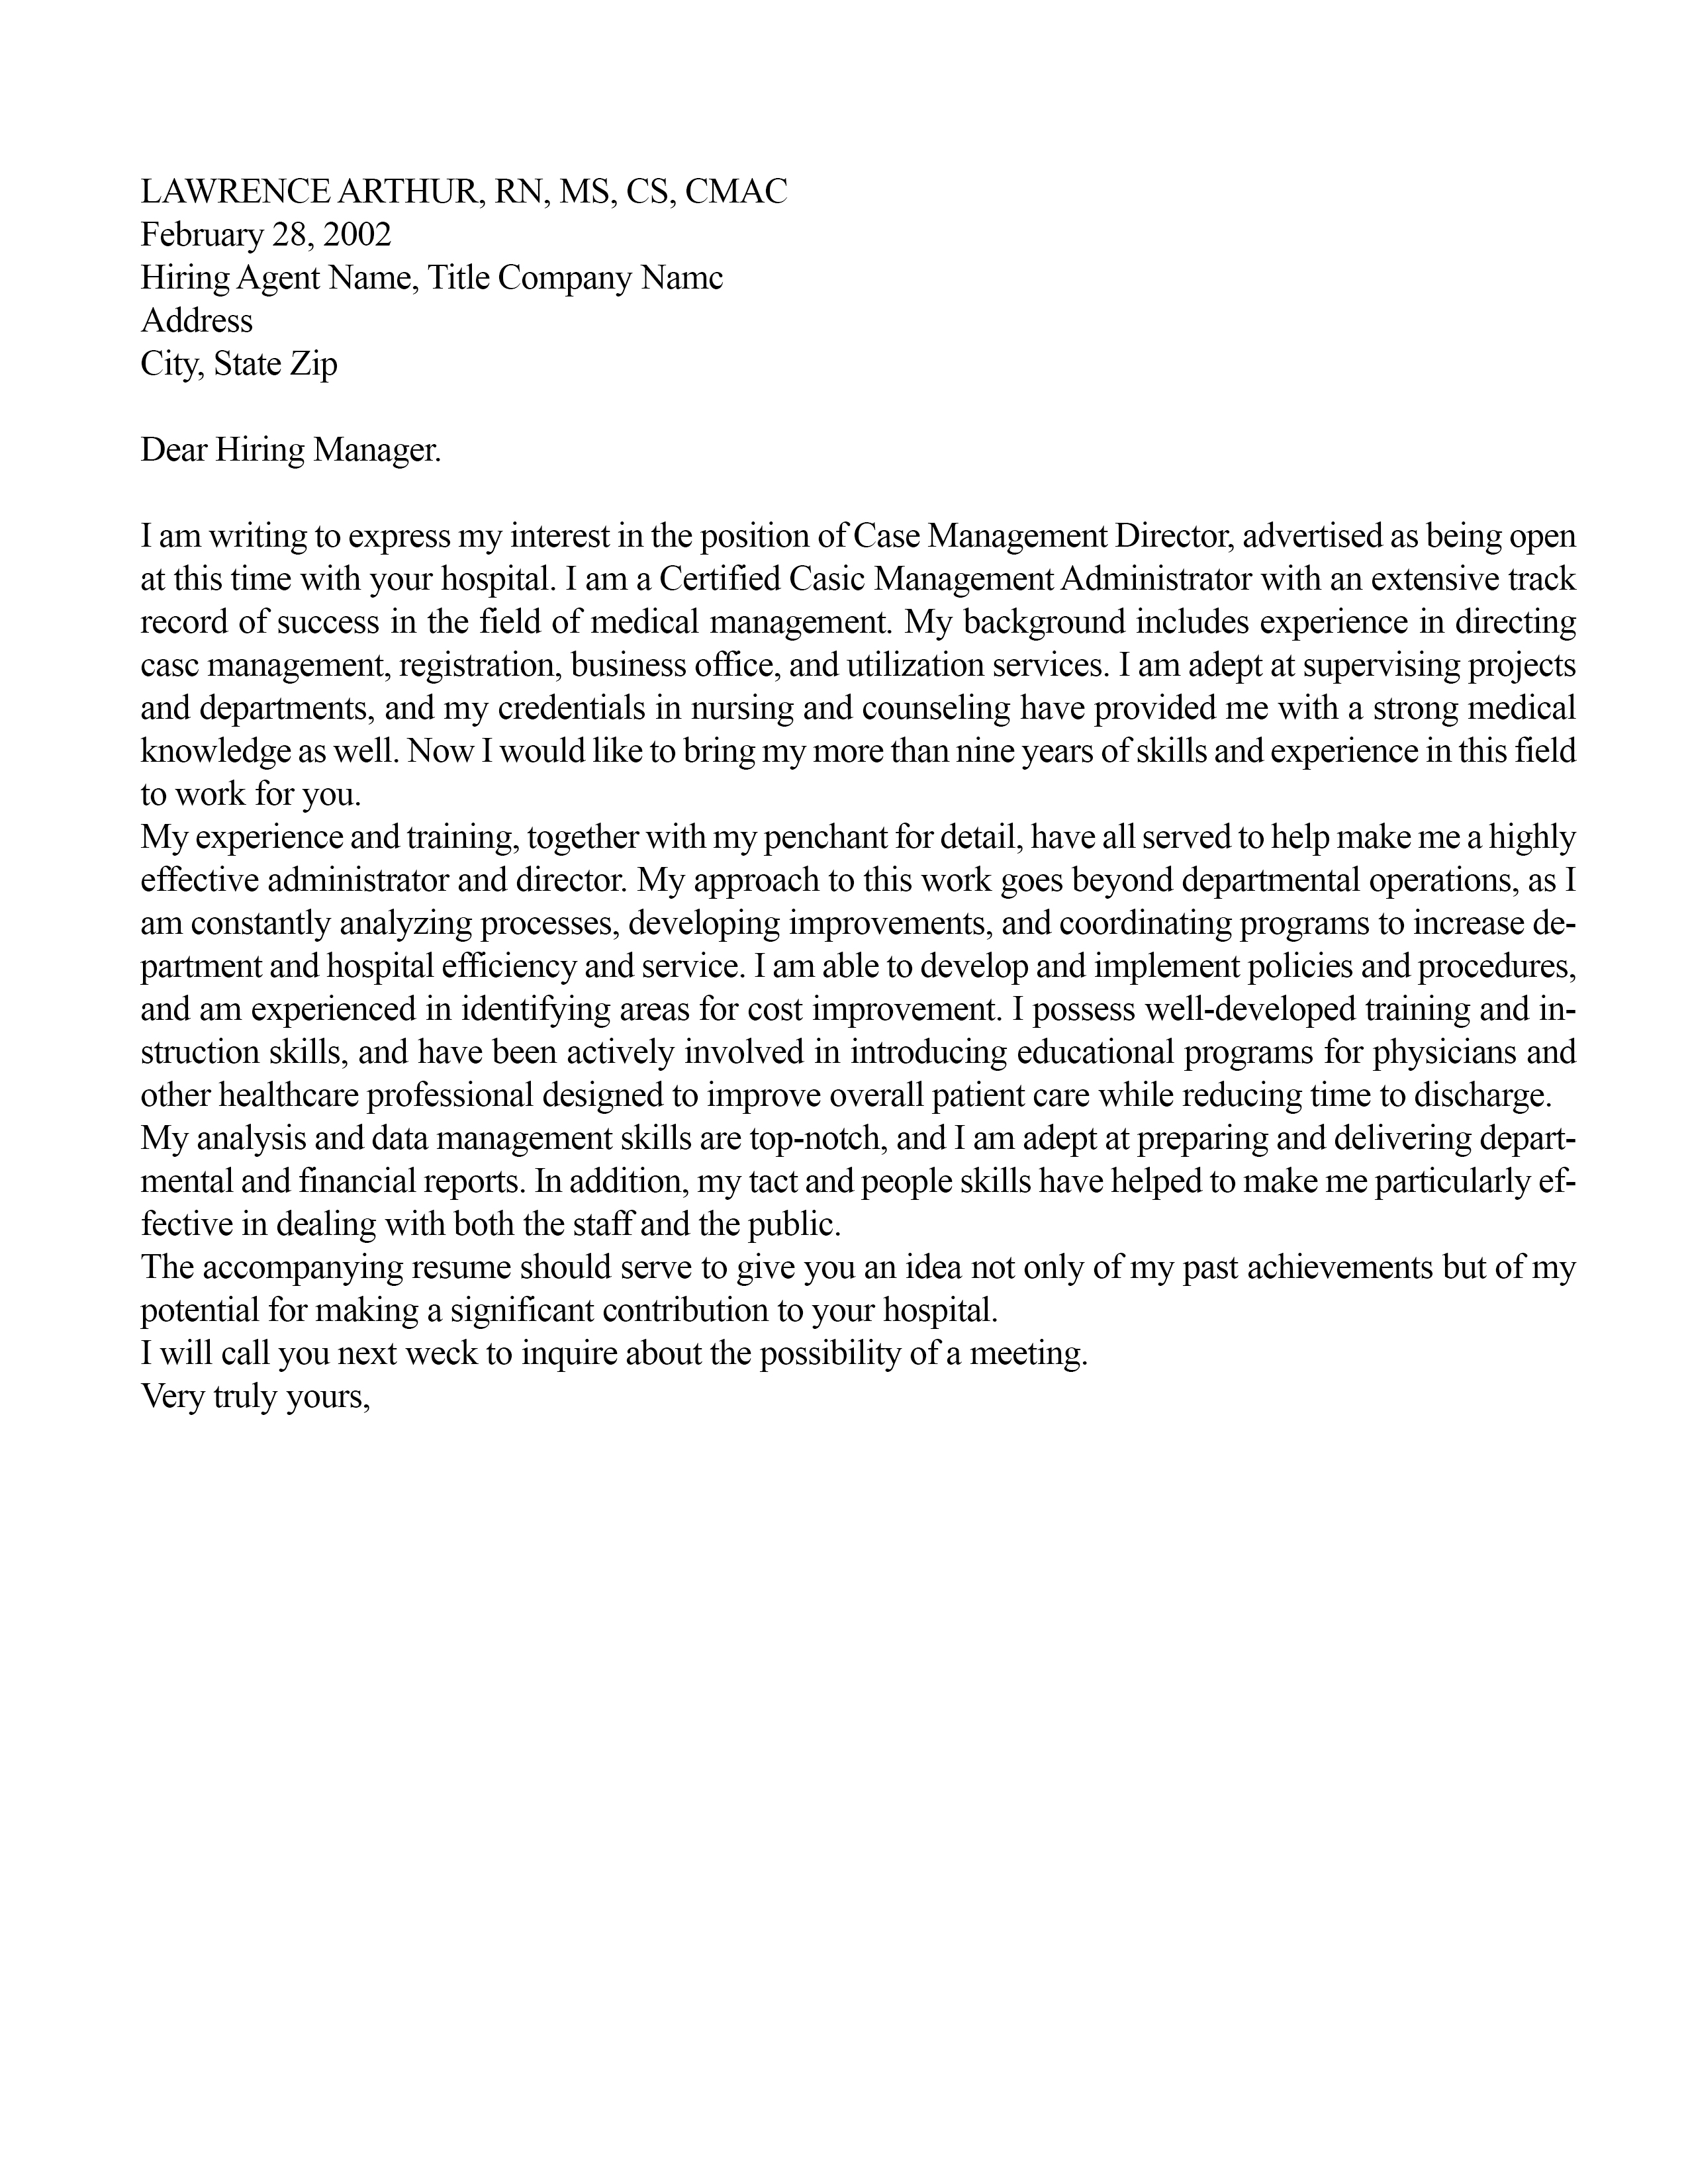 LAWRENCE ARTHUR, RN, MS, CS, CMAC
February 28, 2002
Hiring Agent Name, Title Company Namc
Address
City, State Zip
Dear Hiring Manager.
I am writing to express my interest in the position of Case Management Director, advertised as being open
at this time with your hospital. I am a Certified Casic Management Administrator with an extensive track
record of success in the field of medical management. My background includes experience in directing
casc management, registration, business office, and utilization services. I am adept at supervising projects
and departments, and my credentials in nursing and counseling have provided me with a strong medical
knowledge as well. Now I would like to bring my more than nine years of skills and experience in this field
to work for you.
My experience and training, together with my penchant for detail, have all served to help make me a highly
effective administrator and director. My approach to this work goes beyond departmental operations, as I
am constantly analyzing processes, developing improvements, and coordinating programs to increase de-
partment and hospital efficiency and service. I am able to develop and implement policies and procedures,
and am experienced in identifying areas for cost improvement. I possess well-developed training and in-
struction skills, and have been actively involved in introducing educational programs for physicians and
other healthcare professional designed to improve overall patient care while reducing time to discharge.
My analysis and data management skills are top-notch, and I am adept at preparing and delivering depart-
mental and financial reports. In addition, my tact and people skills have helped to make me particularly ef-
fective in dealing with both the staff and the public.
The accompanying resume should serve to give you an idea not only of my past achievements but of my
potential for making a significant contribution to your hospital.
I will call you next weck to inquire about the possibility of a meeting.
Very truly yours,